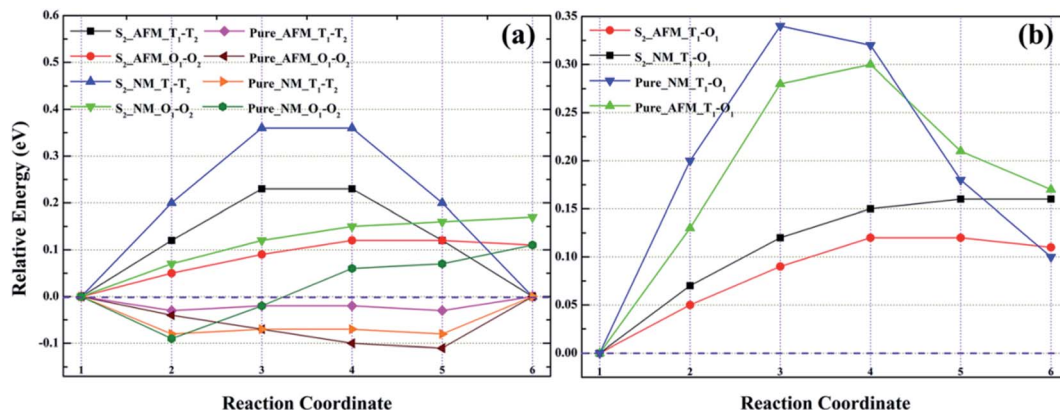 (a)
S₂_AFM_T₁-T₂ Pure_AFM_T₁-T₂
S₂_AFM_O₁-O₂ Pure_AFM_O₁-O₂
S₂_NM_T₁-T₂ Pure_NM_T₁-T₂
S₂_NM_O₁-O₂ Pure_NM_O₁-O₂
0.6
0.5
0.4
0.3
0.2
0.1
0.0
-0.1
Relative Energy (eV)
1 2 3 4 5 6
Reaction Coordinate
(b)
S₂_AFM_T₁-O₁
S₂_NM_T₁-O₁
Pure_NM_T₁-O₁
Pure_AFM_T₁-O₁
0.35
0.30
0.25
0.20
0.15
0.10
0.05
0.00
1 2 3 4 5 6
Reaction Coordinate